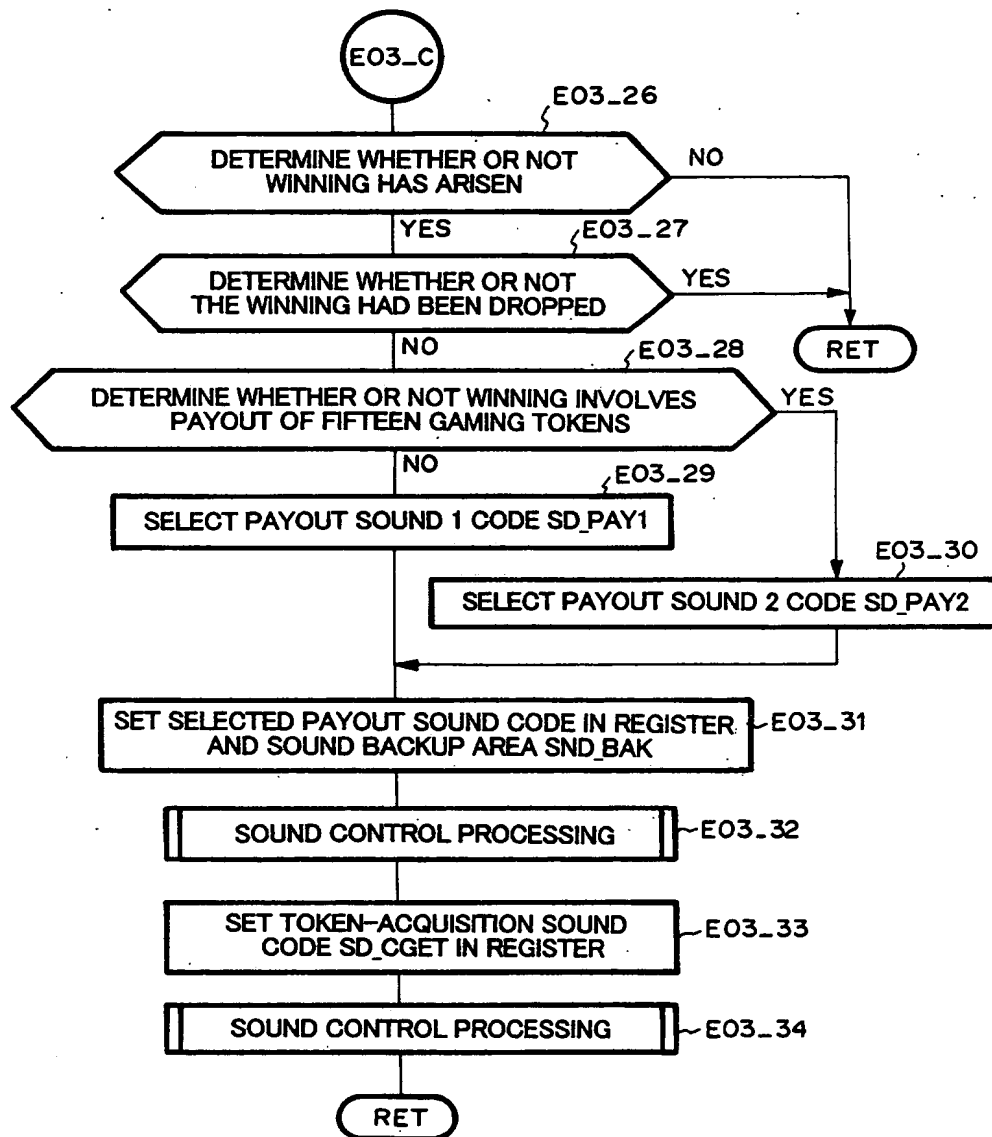 E03_C
E03_26
DETERMINE WHETHER OR NOT
WINNING HAS ARISEN
NO
YES
E03_27
DETERMINE WHETHER OR NOT
THE WINNING HAD BEEN DROPPED
YES
RET
NO
E03_28
DETERMINE WHETHER OR NOT WINNING INVOLVES
PAYOUT OF FIFTEEN GAMING TOKENS
YES
NO
E03_29
SELECT PAYOUT SOUND 1 CODE SD_PAY1
E03_30
SELECT PAYOUT SOUND 2 CODE SD_PAY2
SET SELECTED PAYOUT SOUND CODE IN REGISTER
AND SOUND BACKUP AREA SND_BAK
E03_31
SOUND CONTROL PROCESSING
E03_32
SET TOKEN-ACQUISITION SOUND
CODE SD_CGET IN REGISTER
E03_33
SOUND CONTROL PROCESSING
E03_34
RET